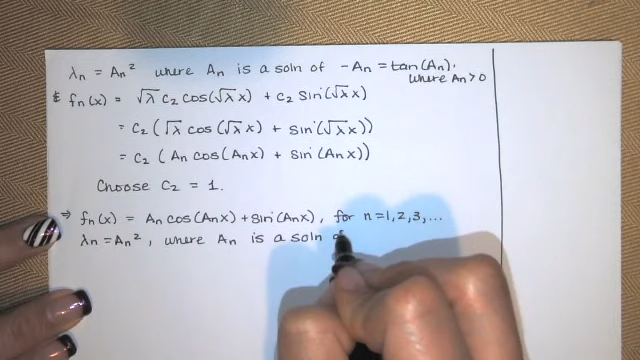 λn = An² where An is a soln of -An = tan(An).
where An > 0
& fn(x) = √λ c₂ cos(√λ x) + c₂ sin(√λ x)
= c₂ (√λ cos(√λ x) + sin(√λ x))
= c₂ (An cos(An x) + sin(An x))
Choose c₂ = 1.
⇒ fn(x) = An cos(An x) + sin(An x), for n = 1, 2, 3, ...
λn = An², where An is a soln